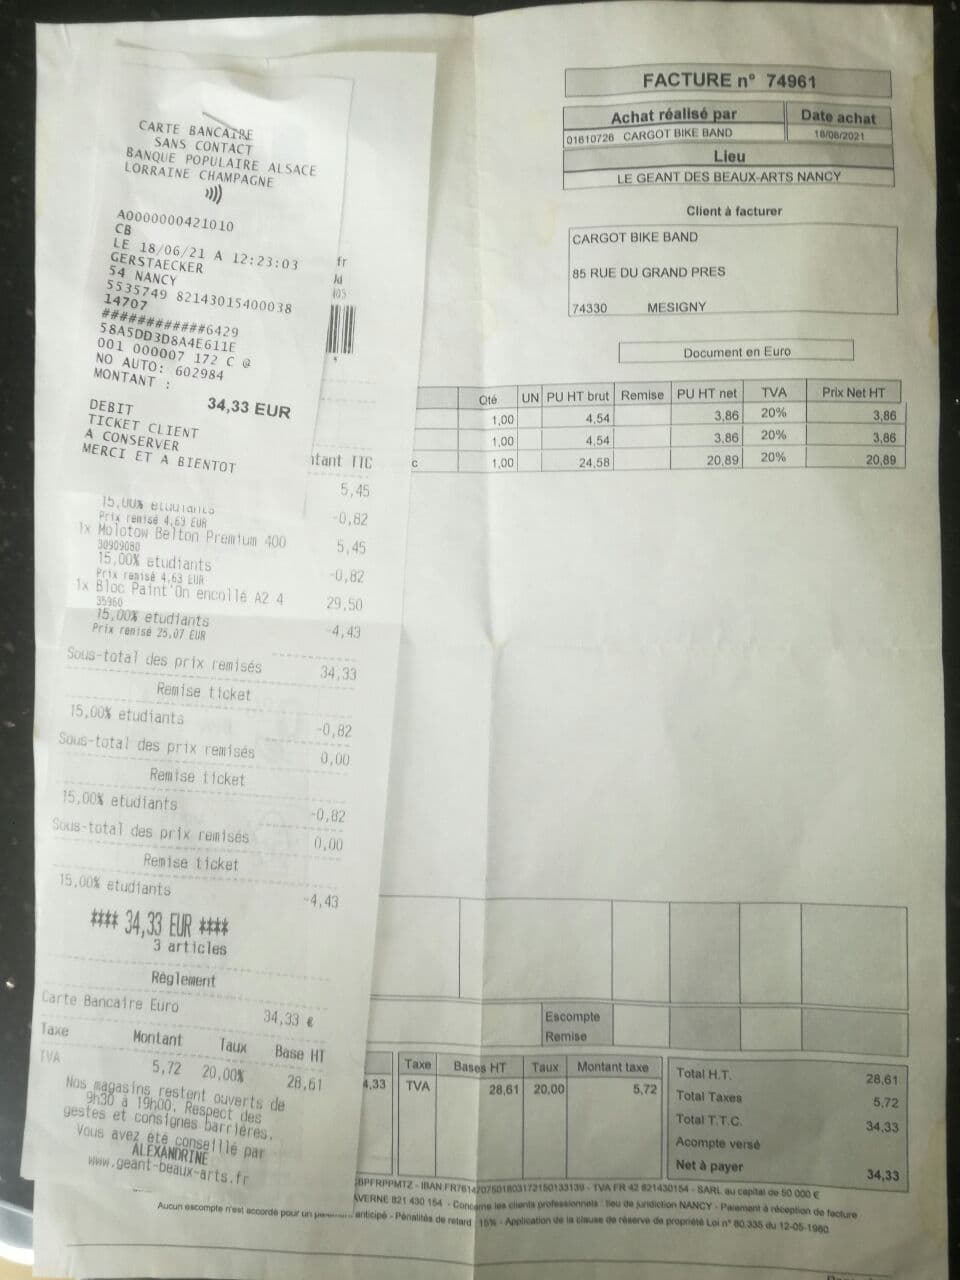 CARTE BANCAIRE
SANS CONTACT
BANQUE POPULAIRE ALSACE
LORRAINE CHAMPAGNE
A0000000421010
CB
LE 18/06/21 A 12:23:03
GERSTAECKER
54 NANCY
5535749 82143015400038
14707
############6429
58A5DD3D8A4E611E
001 000007 172 C @
NO AUTO: 602984
MONTANT :
34,33 EUR
DEBIT
TICKET CLIENT
A CONSERVER
MERCI ET A BIENTOT
fr
TTC
5,45
15,00% etudiants -0,82
Prix remisé 4,63 EUR
1x Molotow Belton Premium 400 5,45
30909080
15,00% etudiants -0,82
Prix remisé 4,63 EUR
1x Bloc Paint'On encollé A2 4 29,50
35960
15,00% etudiants -4,43
Prix remisé 25,07 EUR
Sous-total des prix remisés 34,33
Remise ticket
15,00% etudiants -0,82
Sous-total des prix remisés 0,00
Remise ticket
15,00% etudiants -0,82
Sous-total des prix remisés 0,00
Remise ticket
15,00% etudiants -4,43
**** 34,33 EUR ****
3 articles
Règlement
Carte Bancaire Euro 34,33 €
Taxe Montant Taux Base HT
TVA 5,72 20,00% 28,61
Nos magasins restent ouverts de
9h30 à 19h00. Respect des
gestes et consignes barrières.
Vous avez été conseillé par
ALEXANDRINE
www.geant-beaux-arts.fr
FACTURE n° 74961
Achat réalisé par Date achat
01610726 CARGOT BIKE BAND 18/06/2021
Lieu
LE GEANT DES BEAUX-ARTS NANCY
Client à facturer
CARGOT BIKE BAND
85 RUE DU GRAND PRES
74330 MESIGNY
Document en Euro
Qté UN PU HT brut Remise PU HT net TVA Prix Net HT
1,00 4,54 3,86 20% 3,86
1,00 4,54 3,86 20% 3,86
c 1,00 24,58 20,89 20% 20,89
Escompte
Remise
Taxe Bases HT Taux Montant taxe
4,33 TVA 28,61 20,00 5,72
Total H.T. 28,61
Total Taxes 5,72
Total T.T.C. 34,33
Acompte versé
Net à payer 34,33
BPFRPPMTZ - IBAN:FR7614707501803172150133139 - TVA FR 42 821430154 - SARL au capital de 50 000 €
AVERNE 821 430 154 - Concerne les clients professionnels : lieu de juridiction NANCY - Paiement à réception de facture
Aucun escompte n'est accordé pour un anticipé - Pénalités de retard : 15% - Application de la clause de réserve de propriété Loi n° 80.335 du 12-05-1980